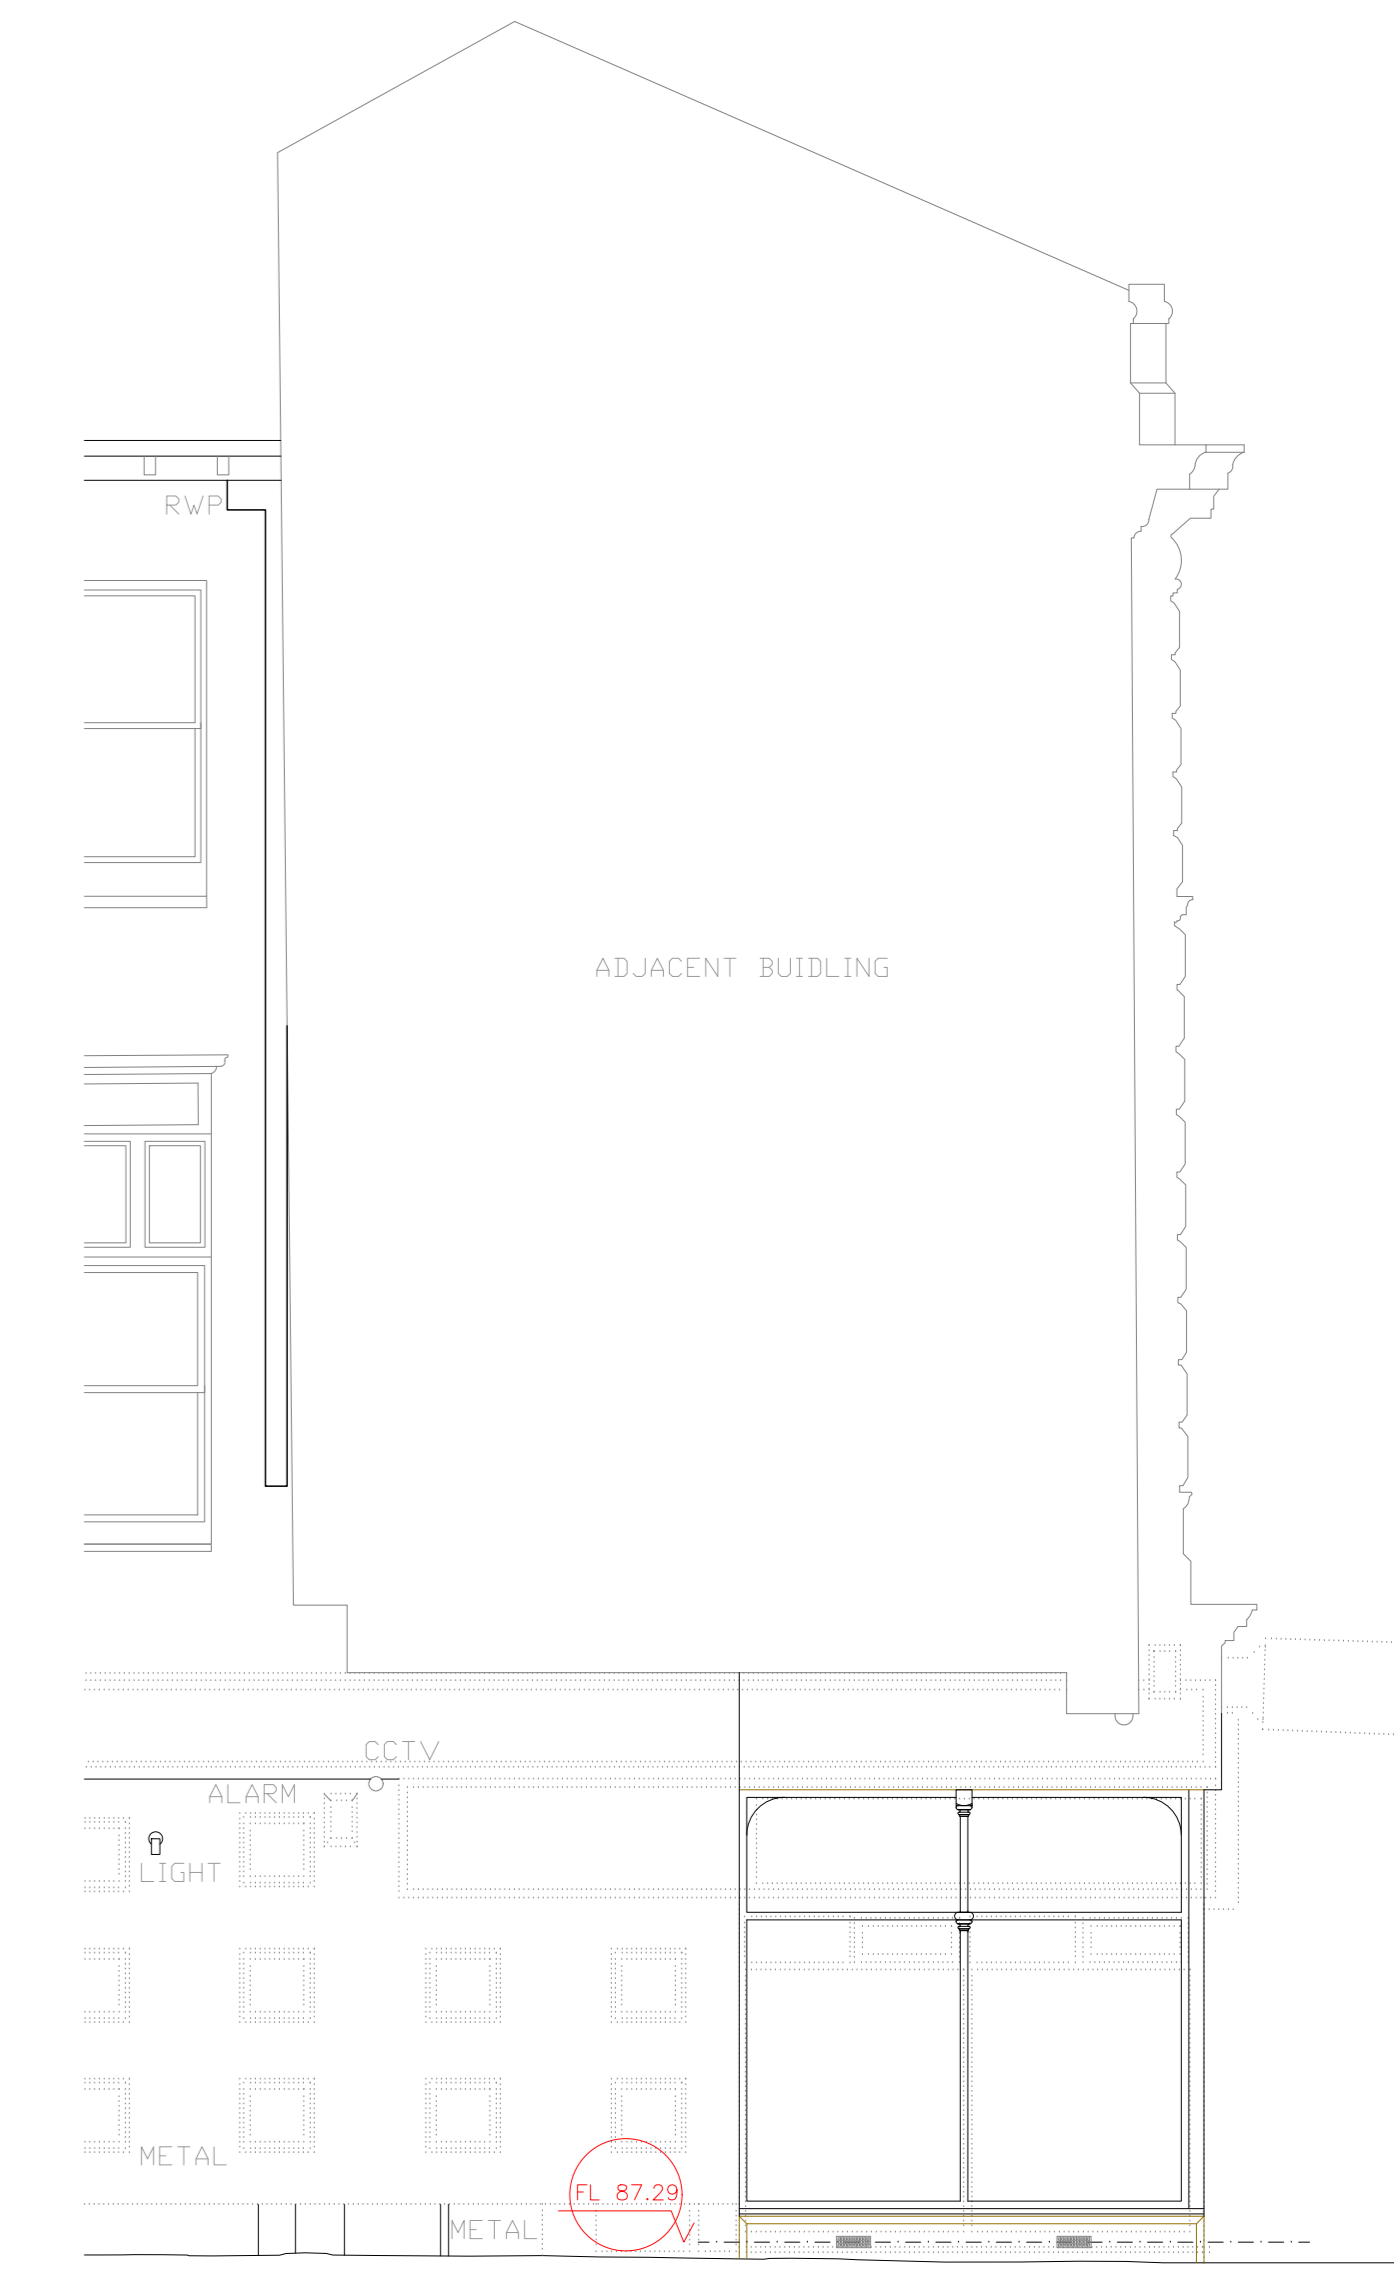 RWP
ADJACENT BUIDLING
CCTV
ALARM
LIGHT
METAL
FL 87.29
METAL